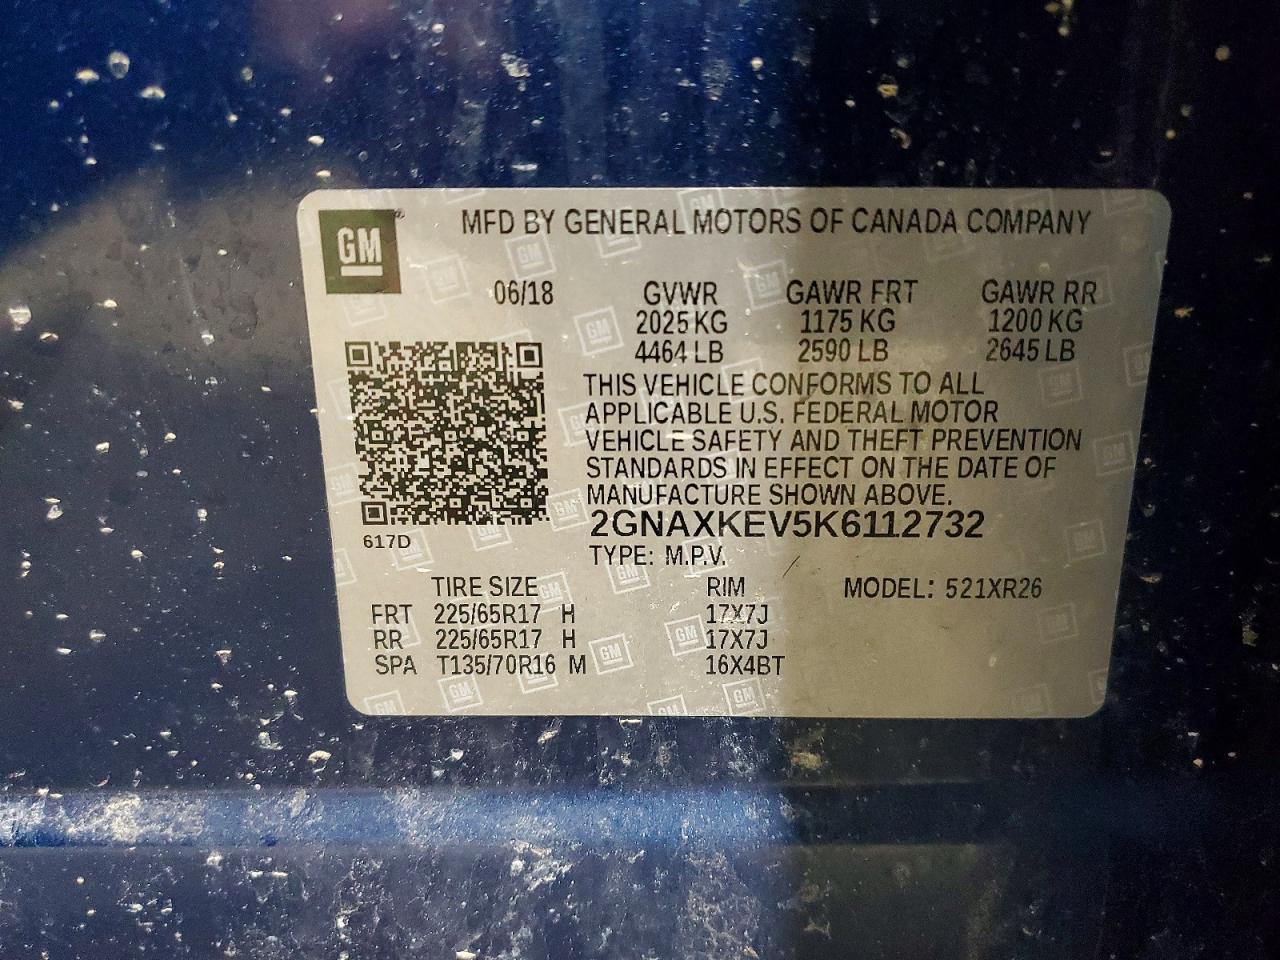 GM
MFD BY GENERAL MOTORS OF CANADA COMPANY
06/18 GVWR GAWR FRT GAWR RR
2025 KG 1175 KG 1200 KG
4464 LB 2590 LB 2645 LB
THIS VEHICLE CONFORMS TO ALL
APPLICABLE U.S. FEDERAL MOTOR
VEHICLE SAFETY AND THEFT PREVENTION
STANDARDS IN EFFECT ON THE DATE OF
MANUFACTURE SHOWN ABOVE.
2GNAXKEV5K6112732
617D
TYPE: M.P.V.
TIRE SIZE RIM MODEL: 521XR26
FRT 225/65R17 H 17X7J
RR 225/65R17 H 17X7J
SPA T135/70R16 M 16X4BT